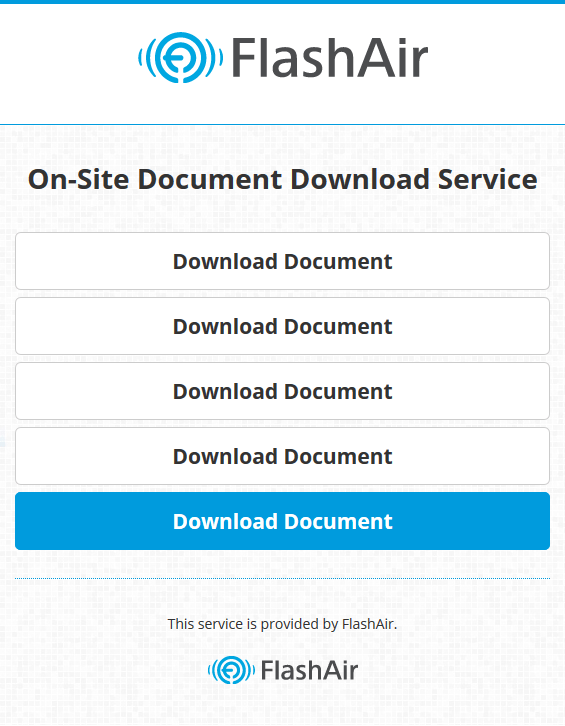 FlashAir
On-Site Document Download Service
Download Document
Download Document
Download Document
Download Document
Download Document
This service is provided by FlashAir.
FlashAir